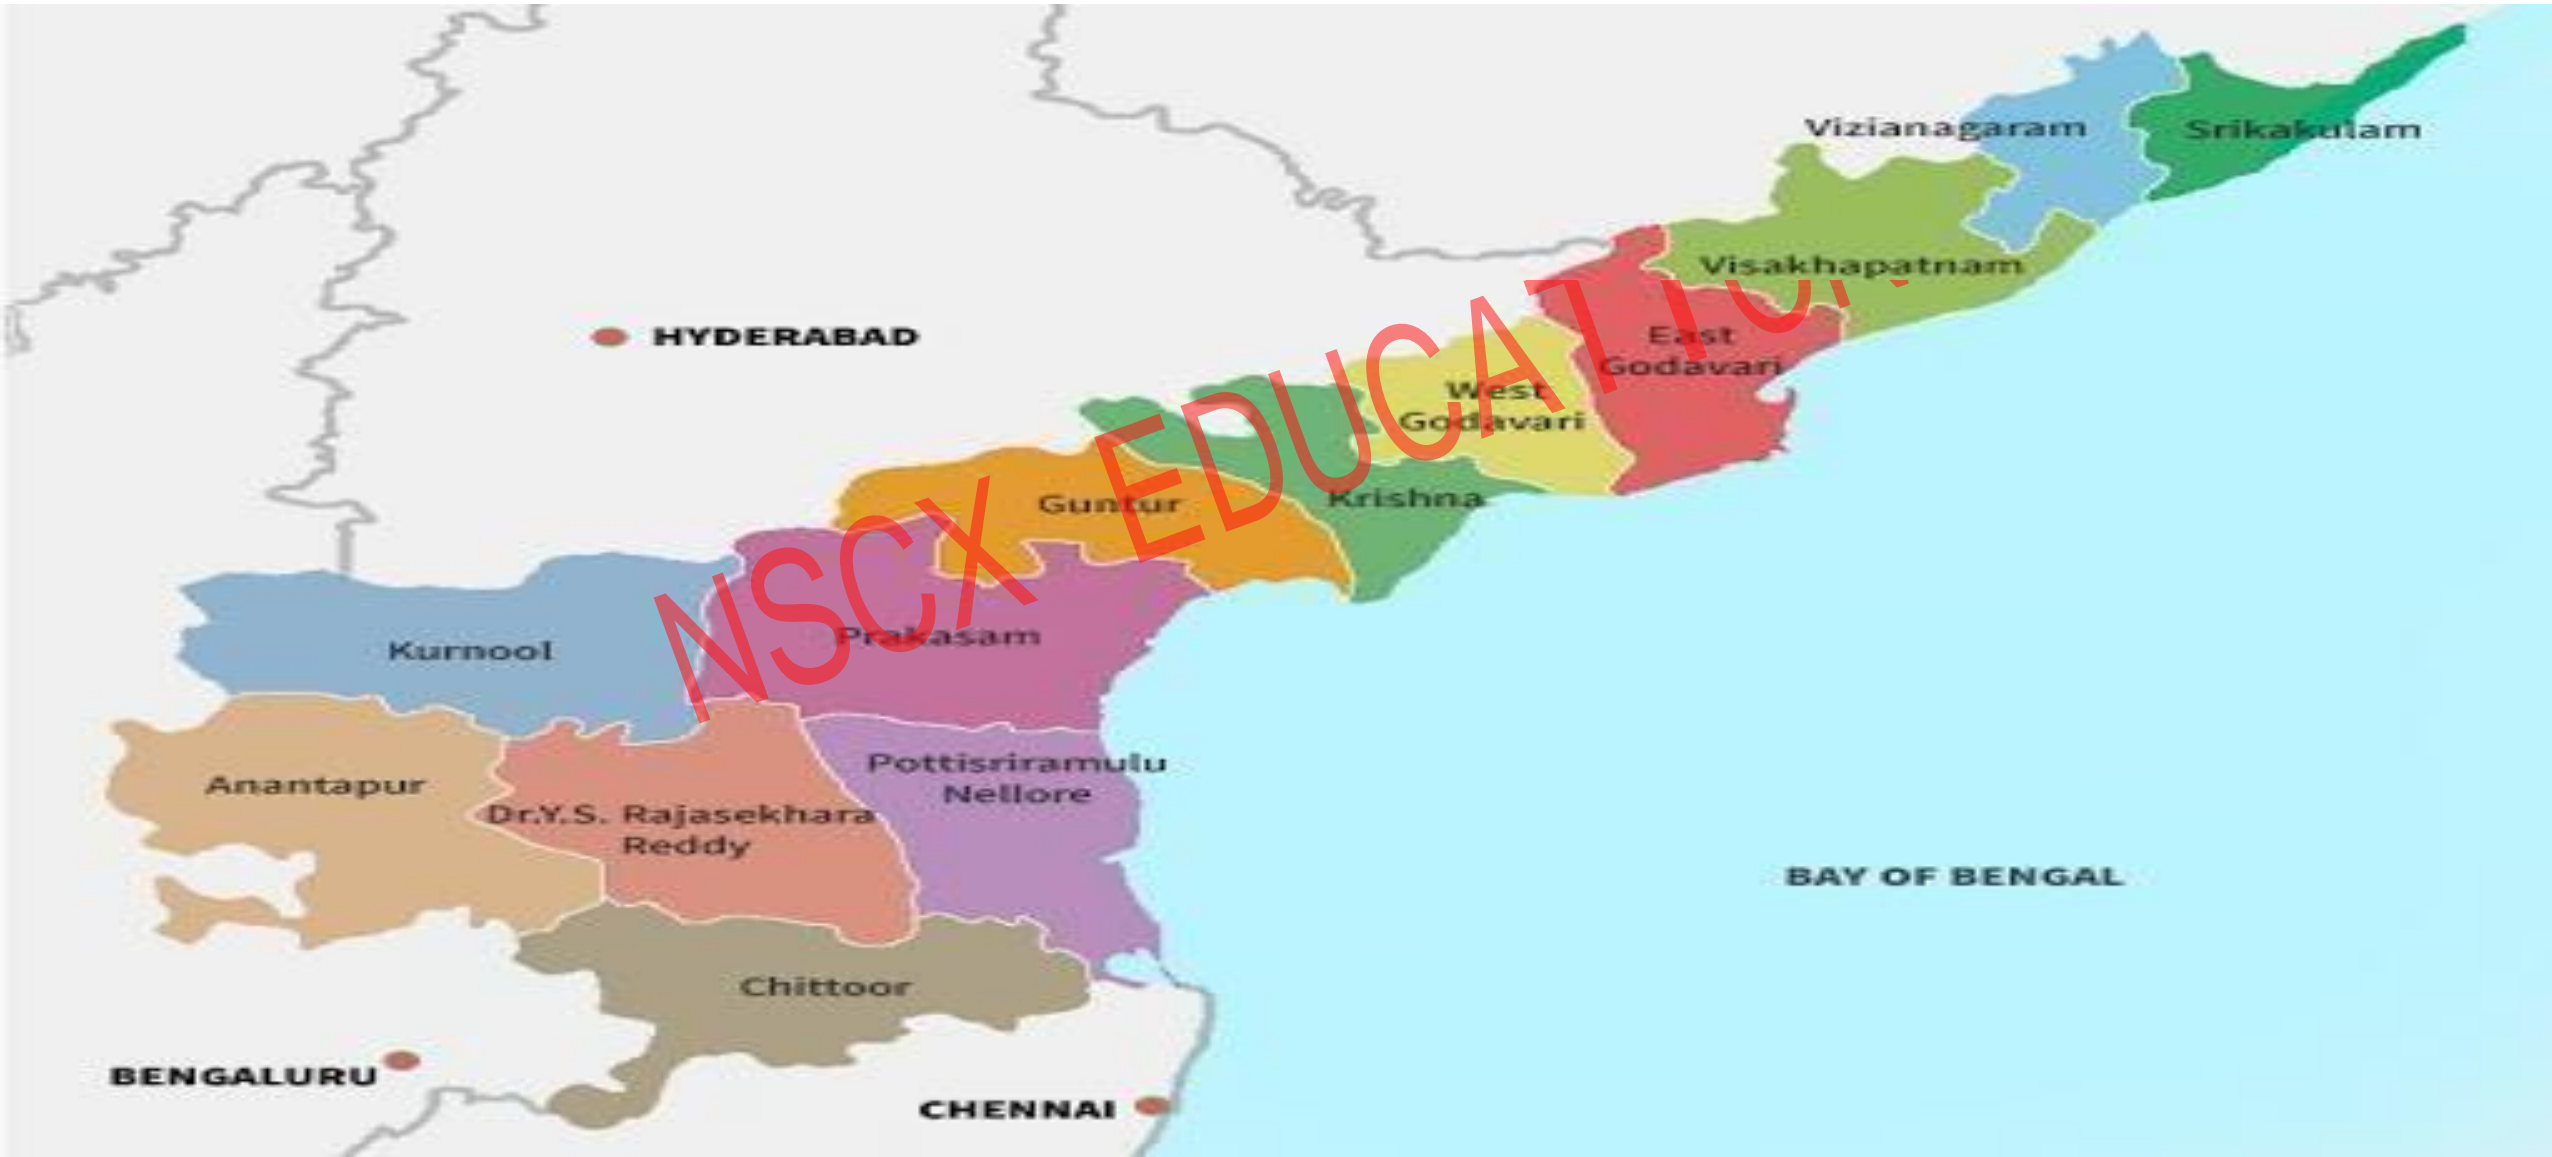 Vizianagaram
Srikakulam
Visakhapatnam
HYDERABAD
East
Godavari
West
Godavari
Guntur
Krishna
NSCX EDUCATION
Prakasam
Kurnool
Pottisriramulu
Nellore
Anantapur
Dr.Y.S. Rajasekhara
Reddy
BAY OF BENGAL
Chittoor
BENGALURU
CHENNAI